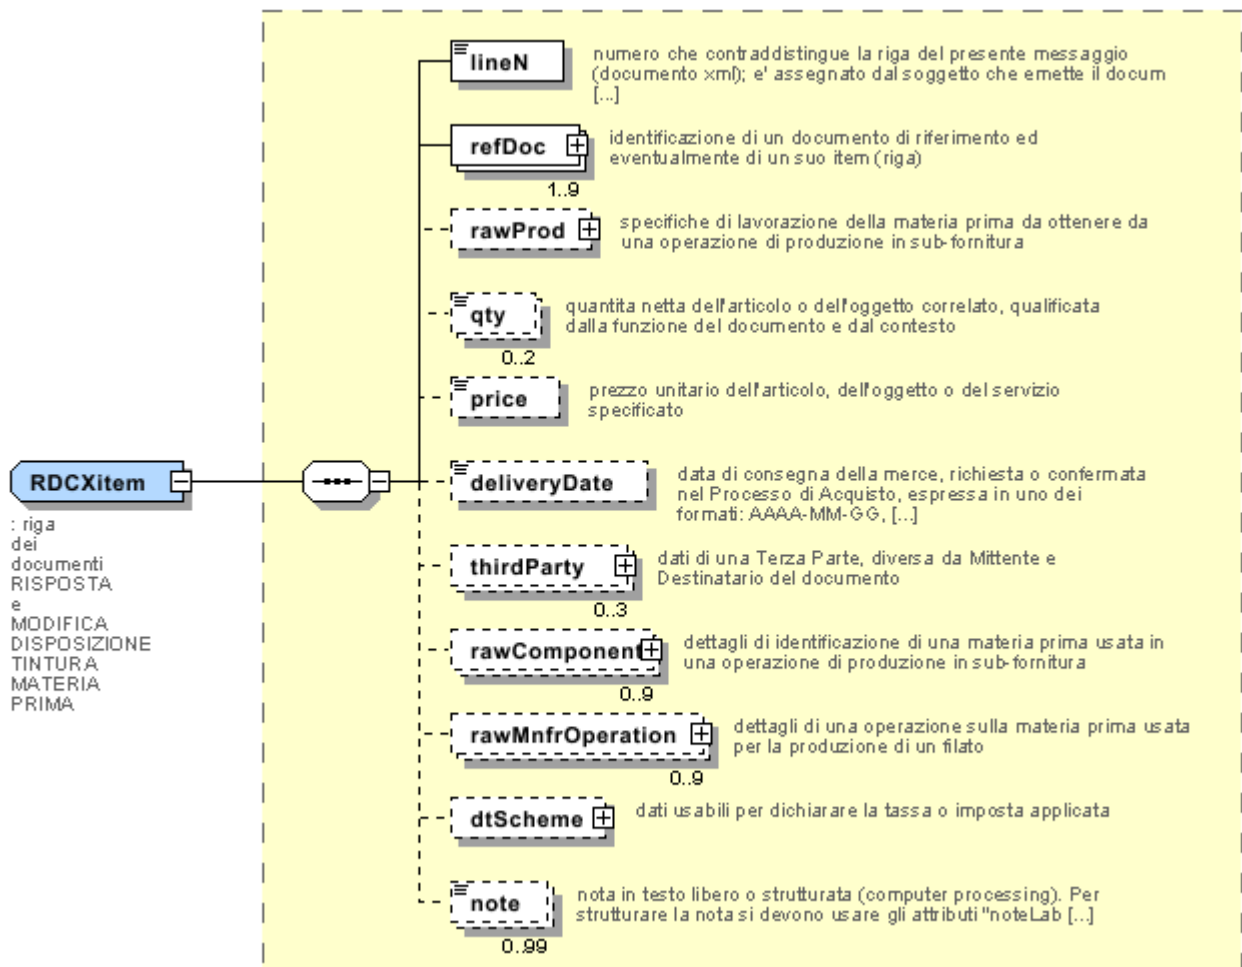 lineN
numero che contraddistingue la riga del presente messaggio
(documento xml); e' assegnato dal soggetto che emette il docum
[...]
refDoc
1..9
identificazione di un documento di riferimento ed
eventualmente di un suo item (riga)
rawProd
specifiche di lavorazione della materia prima da ottenere da
una operazione di produzione in sub-fornitura
qty
0..2
quantita netta dell'articolo o dell'oggetto correlato, qualificata
dalla funzione del documento e dal contesto
price
prezzo unitario dell'articolo, dell'oggetto o del servizio
specificato
RDCXitem
: riga
dei
documenti
RISPOSTA
e
MODIFICA
DISPOSIZIONE
TINTURA
MATERIA
PRIMA
deliveryDate
data di consegna della merce, richiesta o confermata
nel Processo di Acquisto, espressa in uno dei
formati: AAAA-MM-GG, [...]
thirdParty
0..3
dati di una Terza Parte, diversa da Mittente e
Destinatario del documento
rawComponent
0..9
dettagli di identificazione di una materia prima usata in
una operazione di produzione in sub-fornitura
rawMnfrOperation
0..9
dettagli di una operazione sulla materia prima usata
per la produzione di un filato
dtScheme
dati usabili per dichiarare la tassa o imposta applicata
note
0..99
nota in testo libero o strutturata (computer processing). Per
strutturare la nota si devono usare gli attributi "noteLab [...]